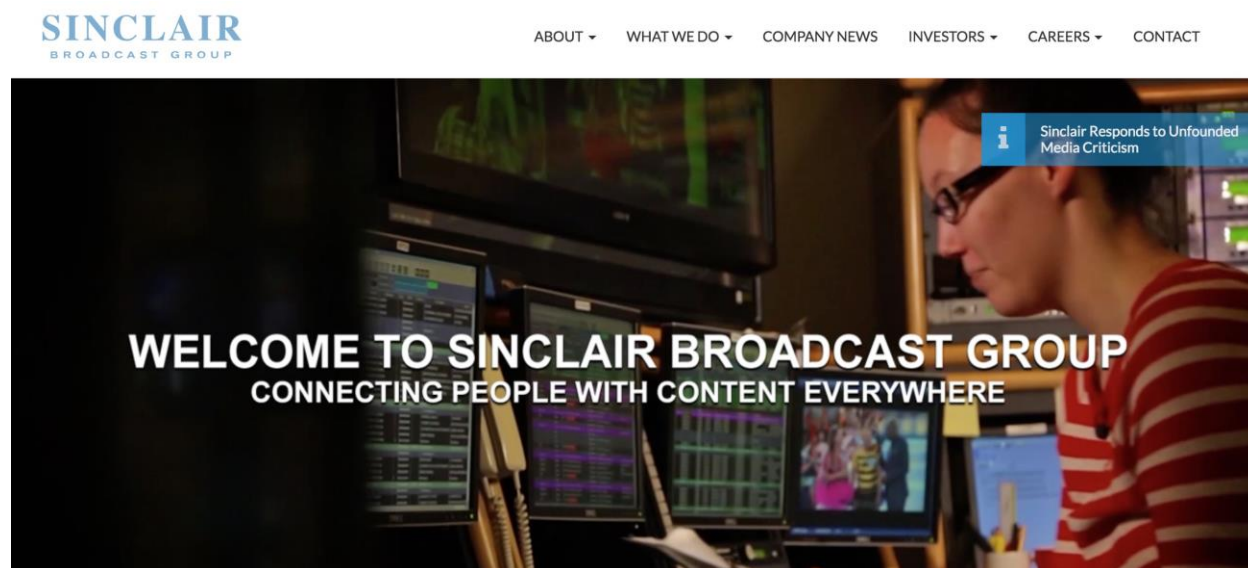 SINCLAIR
BROADCAST GROUP
ABOUT
WHAT WE DO
COMPANY NEWS
INVESTORS
CAREERS
CONTACT
Sinclair Responds to Unfounded
Media Criticism
WELCOME TO SINCLAIR BROADCAST GROUP
CONNECTING PEOPLE WITH CONTENT EVERYWHERE